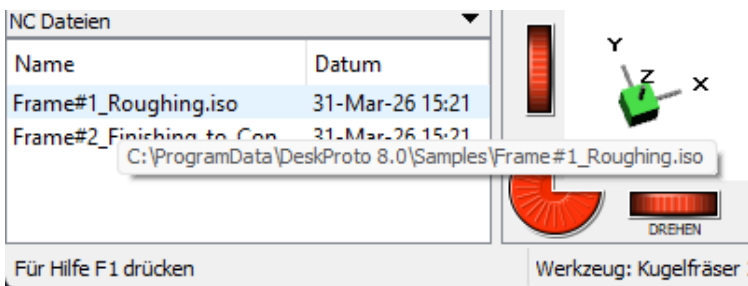 NC Dateien
Name Datum
Frame#1_Roughing.iso 31-Mar-26 15:21
Frame#2_Finishing_to_Con... 31-Mar-26 15:21
C:\ProgramData\DeskProto 8.0\Samples\Frame#1_Roughing.iso
Y
Z
X
DREHEN
Für Hilfe F1 drücken
Werkzeug: Kugelfräser